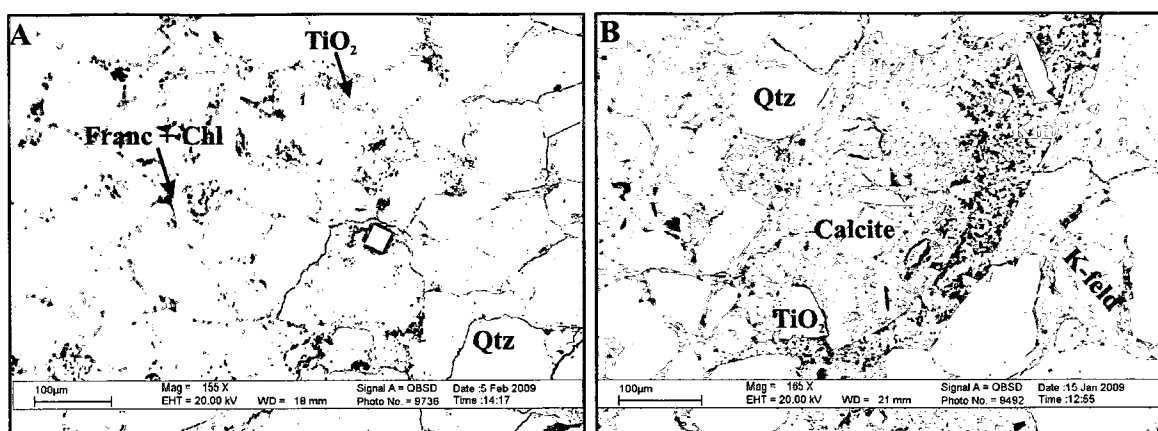 A
TiO₂
Franc + Chl
Qtz
100µm
Mag = 155 X
EHT = 20.00 kV
WD = 18 mm
Signal A = QBSD
Photo No. = 9736
Date :5 Feb 2009
Time :14:17
B
Qtz
Calcite
K-feld
TiO₂
100µm
Mag = 165 X
EHT = 20.00 kV
WD = 21 mm
Signal A = QBSD
Photo No. = 9492
Date :15 Jan 2009
Time :12:55